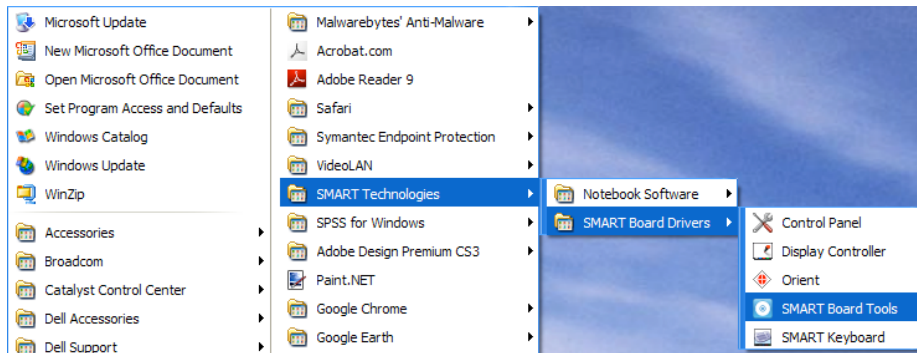 Microsoft Update
New Microsoft Office Document
Open Microsoft Office Document
Set Program Access and Defaults
Windows Catalog
Windows Update
WinZip
Accessories
Broadcom
Catalyst Control Center
Dell Accessories
Dell Support
Malwarebytes' Anti-Malware
Acrobat.com
Adobe Reader 9
Safari
Symantec Endpoint Protection
VideoLAN
SMART Technologies
SPSS for Windows
Adobe Design Premium CS3
Paint.NET
Google Chrome
Google Earth
Notebook Software
SMART Board Drivers
Control Panel
Display Controller
Orient
SMART Board Tools
SMART Keyboard